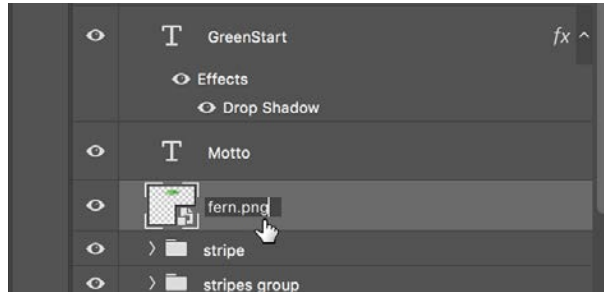 T GreenStart fx
Effects
Drop Shadow
T Motto
fern.png
stripe
stripes group